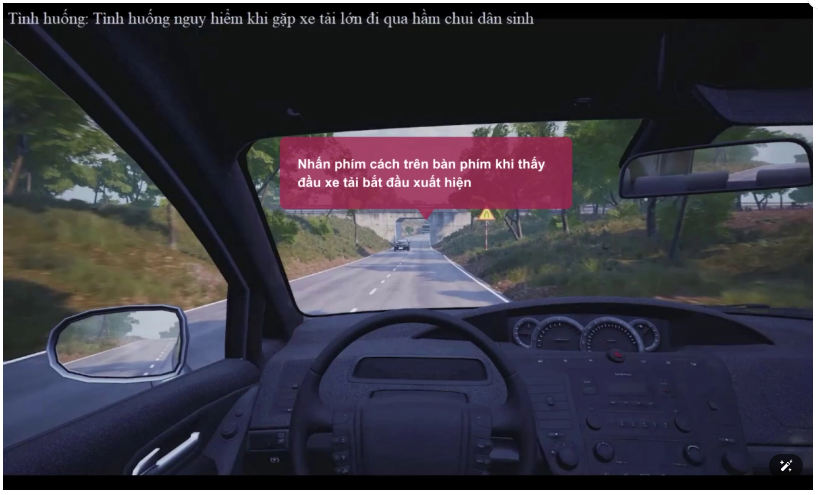 Tình huống: Tình huống nguy hiểm khi gặp xe tải lớn đi qua hầm chui dân sinh
Nhấn phím cách trên bàn phím khi thấy
đầu xe tải bắt đầu xuất hiện